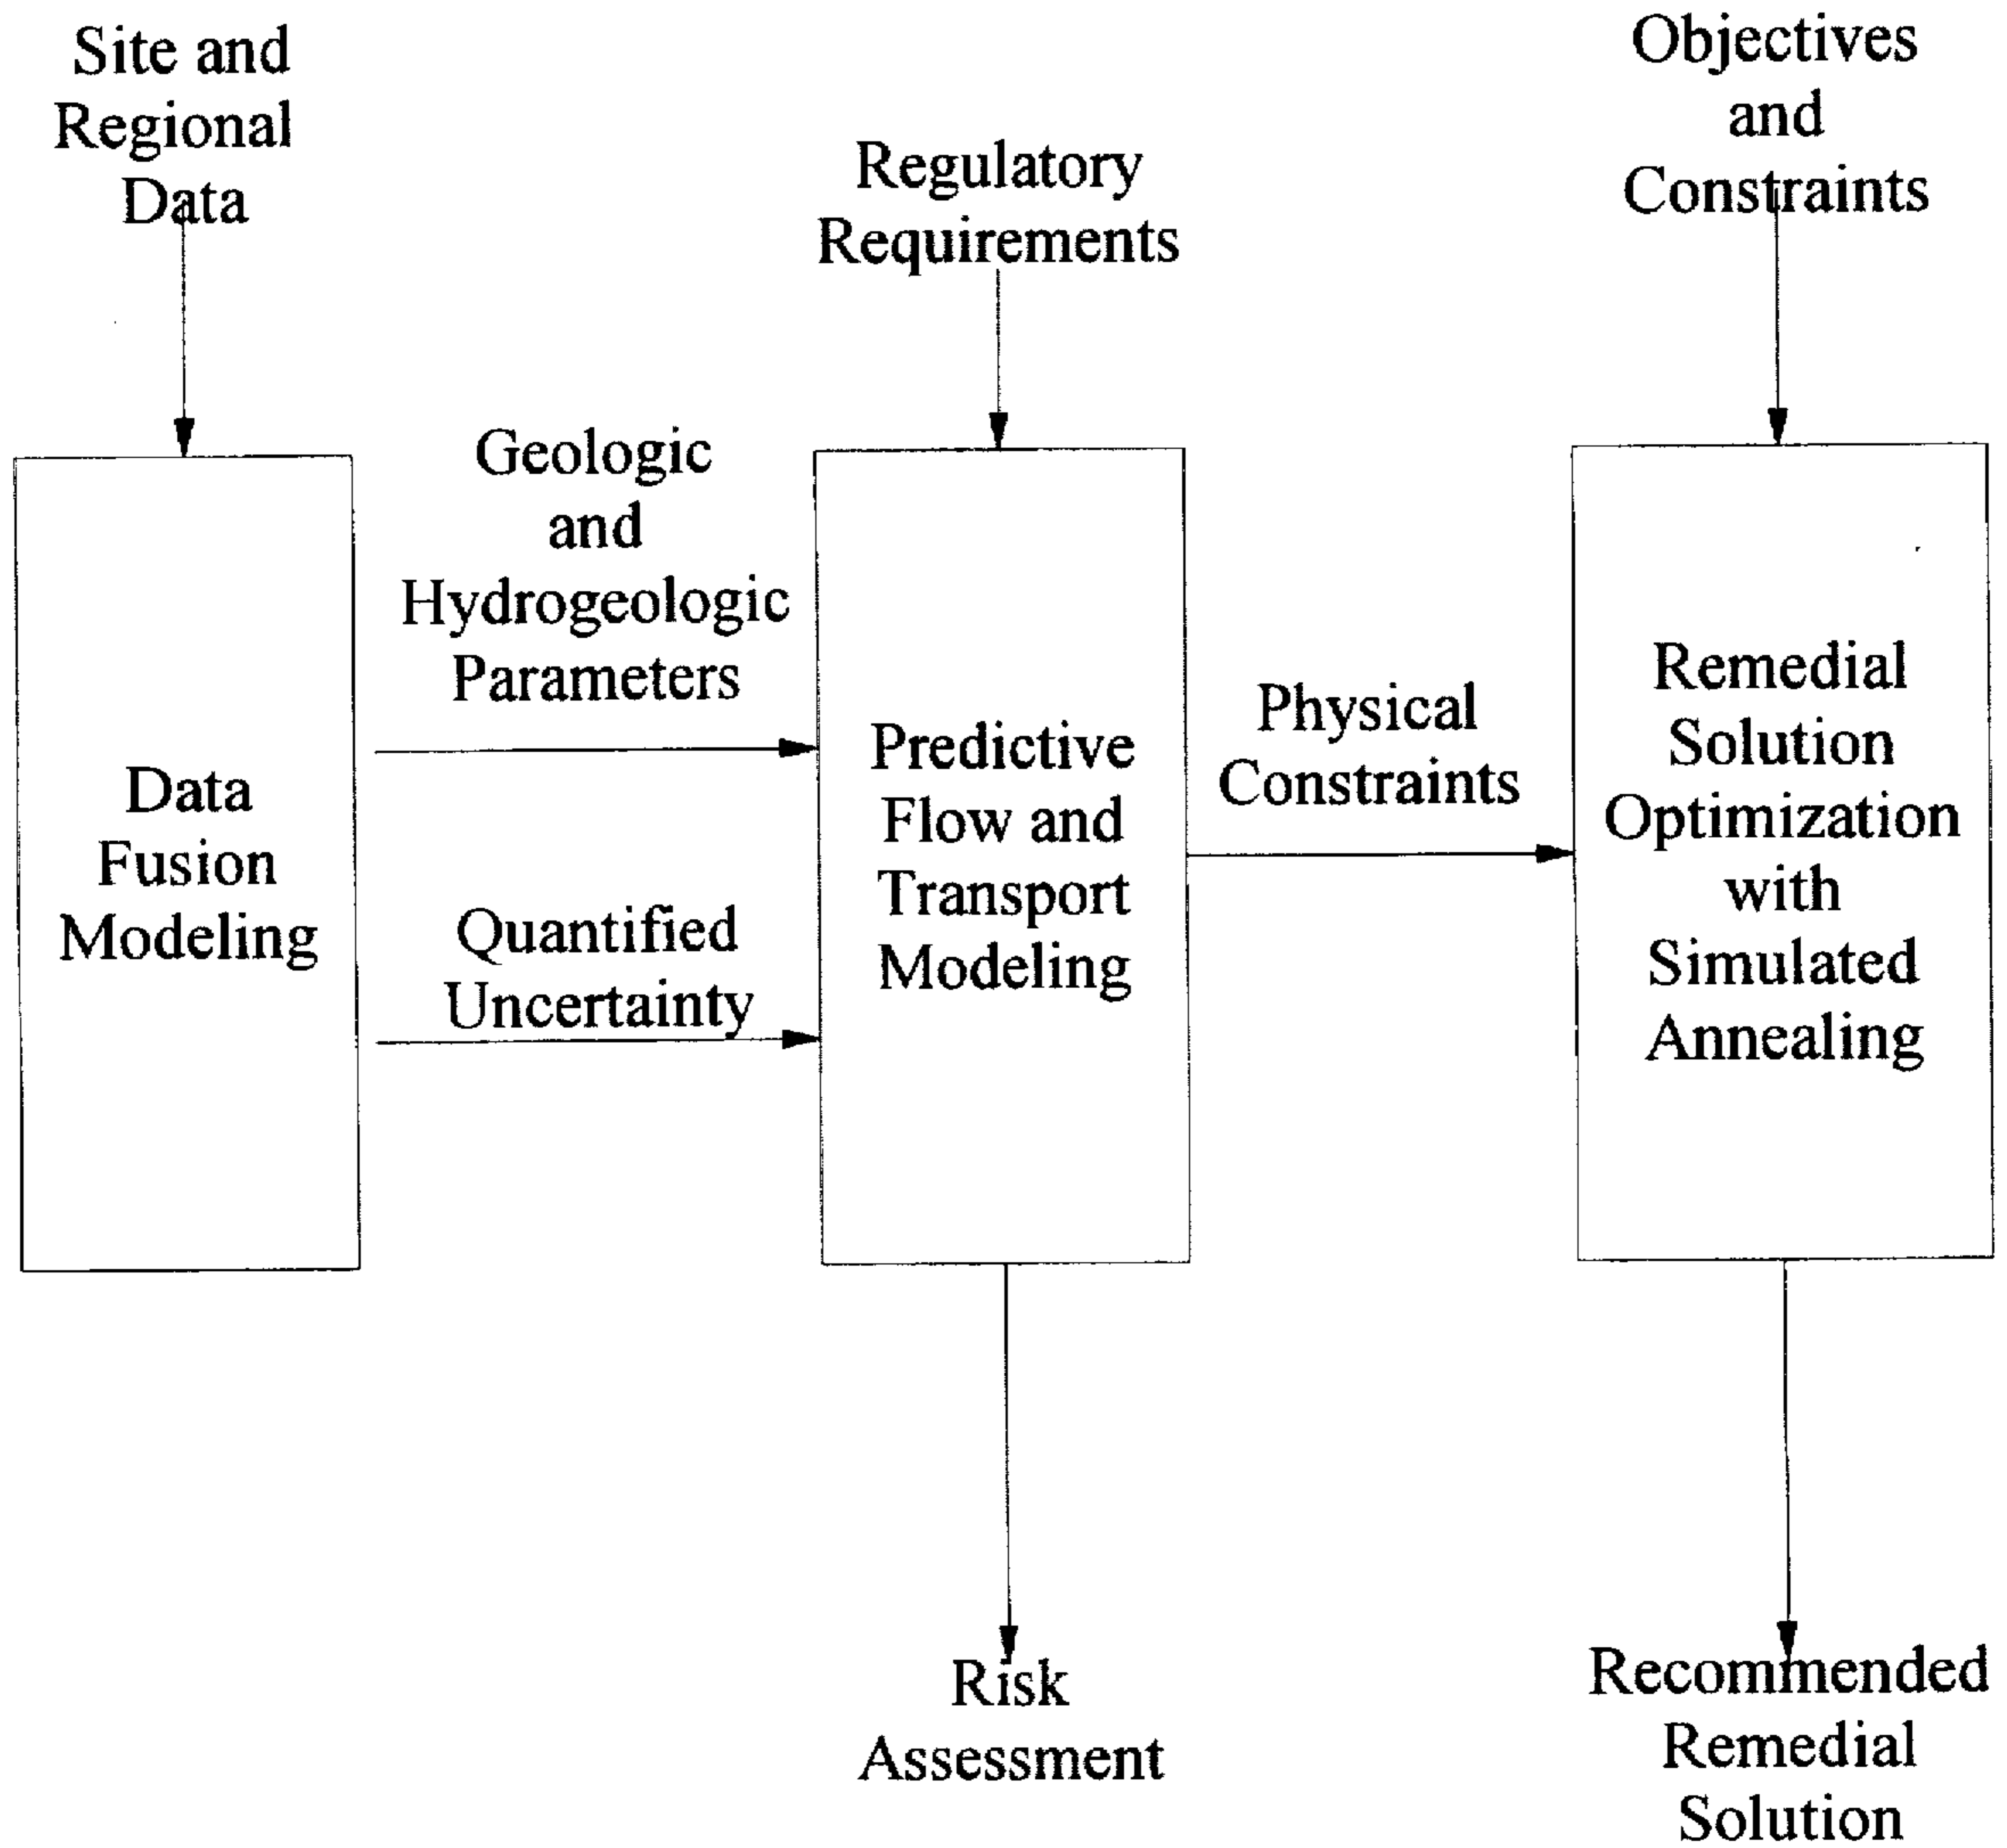 Site and
Regional
Data
Regulatory
Requirements
Objectives
and
Constraints
Data
Fusion
Modeling
Geologic
and
Hydrogeologic
Parameters
Quantified
Uncertainty
Predictive
Flow and
Transport
Modeling
Physical
Constraints
Remedial
Solution
Optimization
with
Simulated
Annealing
Risk
Assessment
Recommended
Remedial
Solution